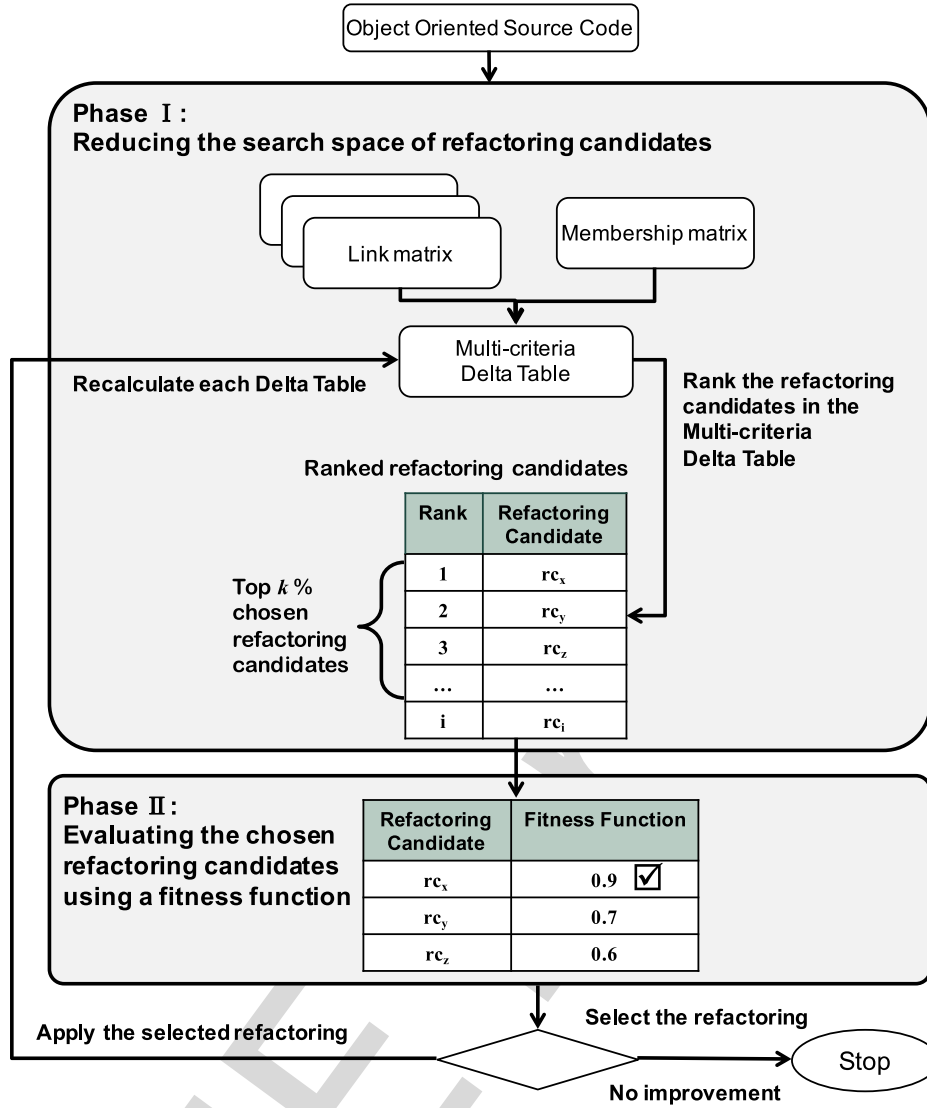 Object Oriented Source Code
Phase Ⅰ:
Reducing the search space of refactoring candidates
Link matrix
Membership matrix
Multi-criteria
Delta Table
Recalculate each Delta Table
Rank the refactoring
candidates in the
Multi-criteria
Delta Table
Ranked refactoring candidates
Rank
Refactoring
Candidate
1 rcx
2 rcy
3 rcz
... ...
i rci
Top k %
chosen
refactoring
candidates
Phase Ⅱ:
Evaluating the chosen
refactoring candidates
using a fitness function
Refactoring
Candidate
Fitness Function
rcx 0.9
rcy 0.7
rcz 0.6
Apply the selected refactoring
Select the refactoring
Stop
No improvement